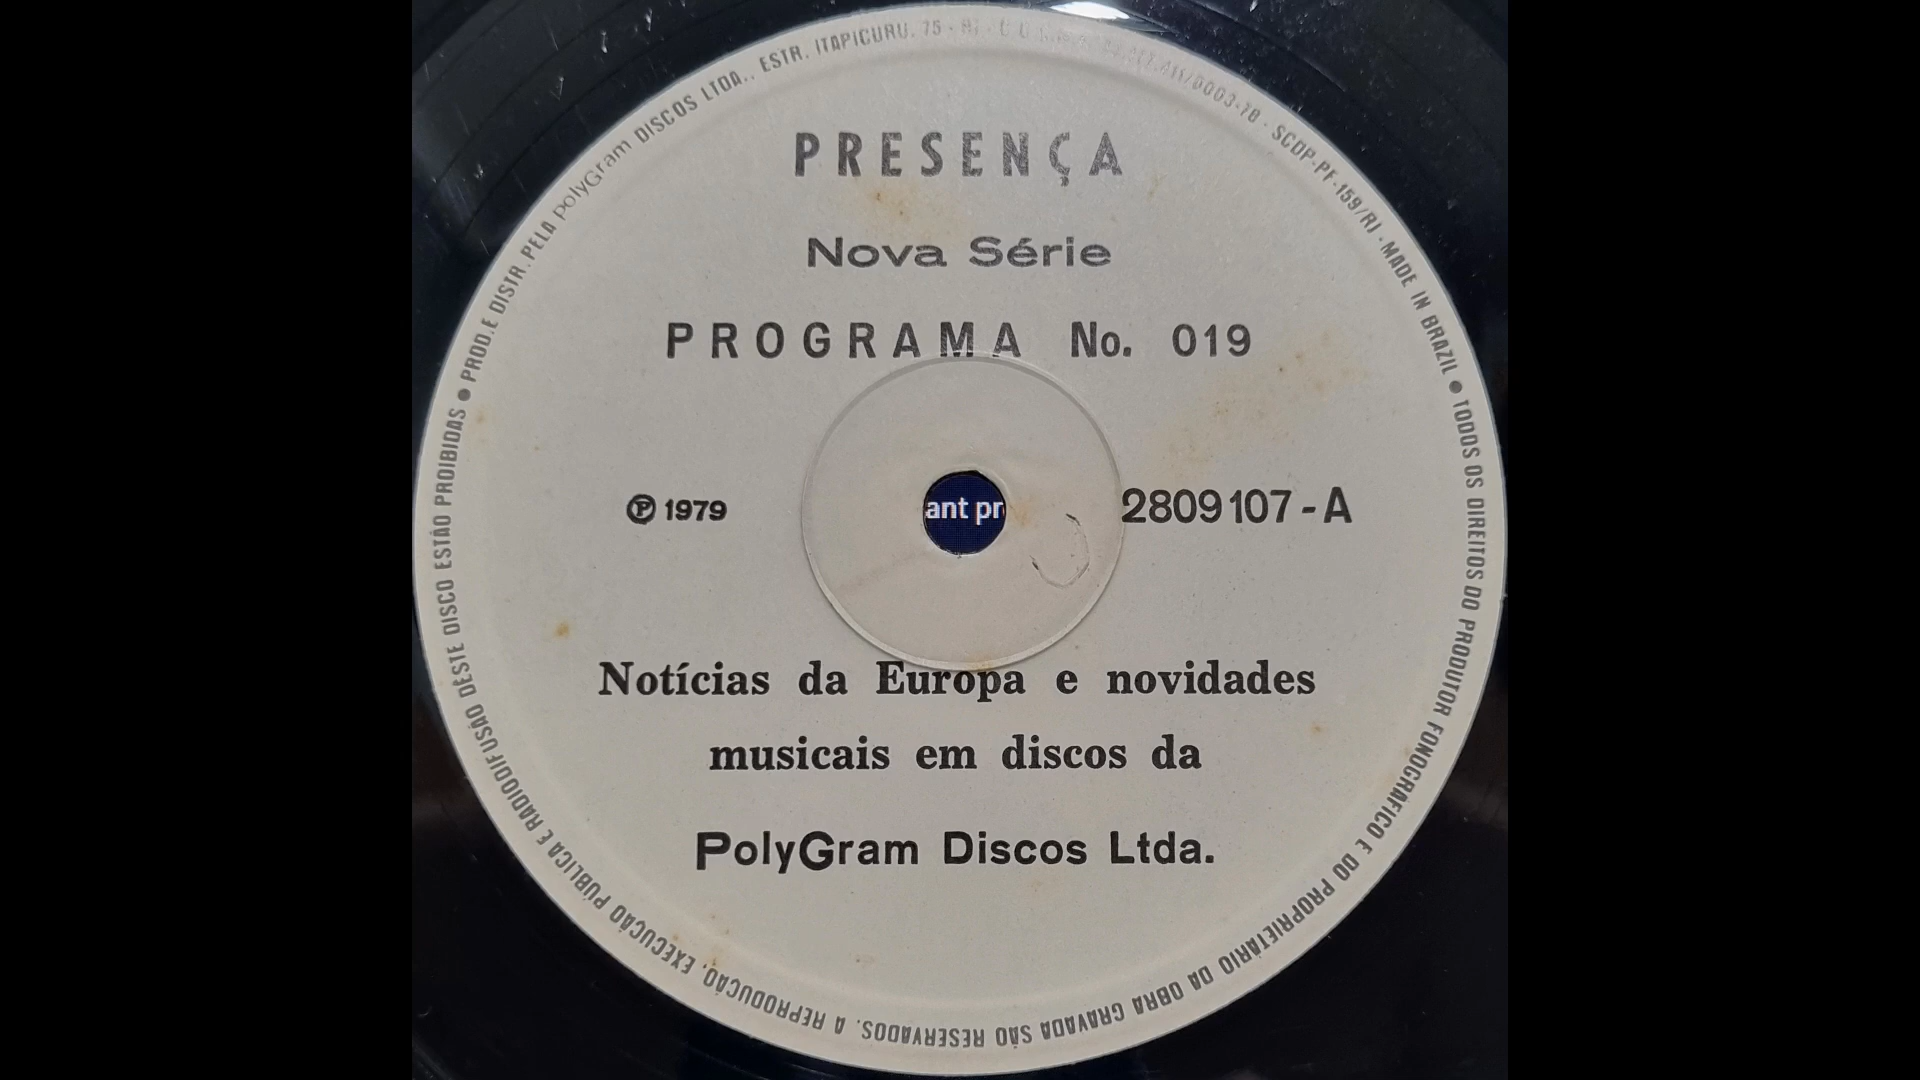 PROD.E DISTR.PELA PolyGram DISCOS LTDA., ESTR. ITAPICURU, 75 - RJ - SCDP-PF-159/RJ - MADE IN BRAZIL
PRESENÇA
Nova Série
PROGRAMA No. 019
℗ 1979
ant pr
2809107-A
Notícias da Europa e novidades
musicais em discos da
PolyGram Discos Ltda.
TODOS OS DIREITOS DO PRODUTOR FONOGRÁFICO E DO PROPRIETÁRIO DA OBRA GRAVADA SÃO RESERVADOS. A REPRODUÇÃO, EXECUÇÃO PÚBLICA E RADIODIFUSÃO DESTE DISCO ESTÃO PROIBIDAS